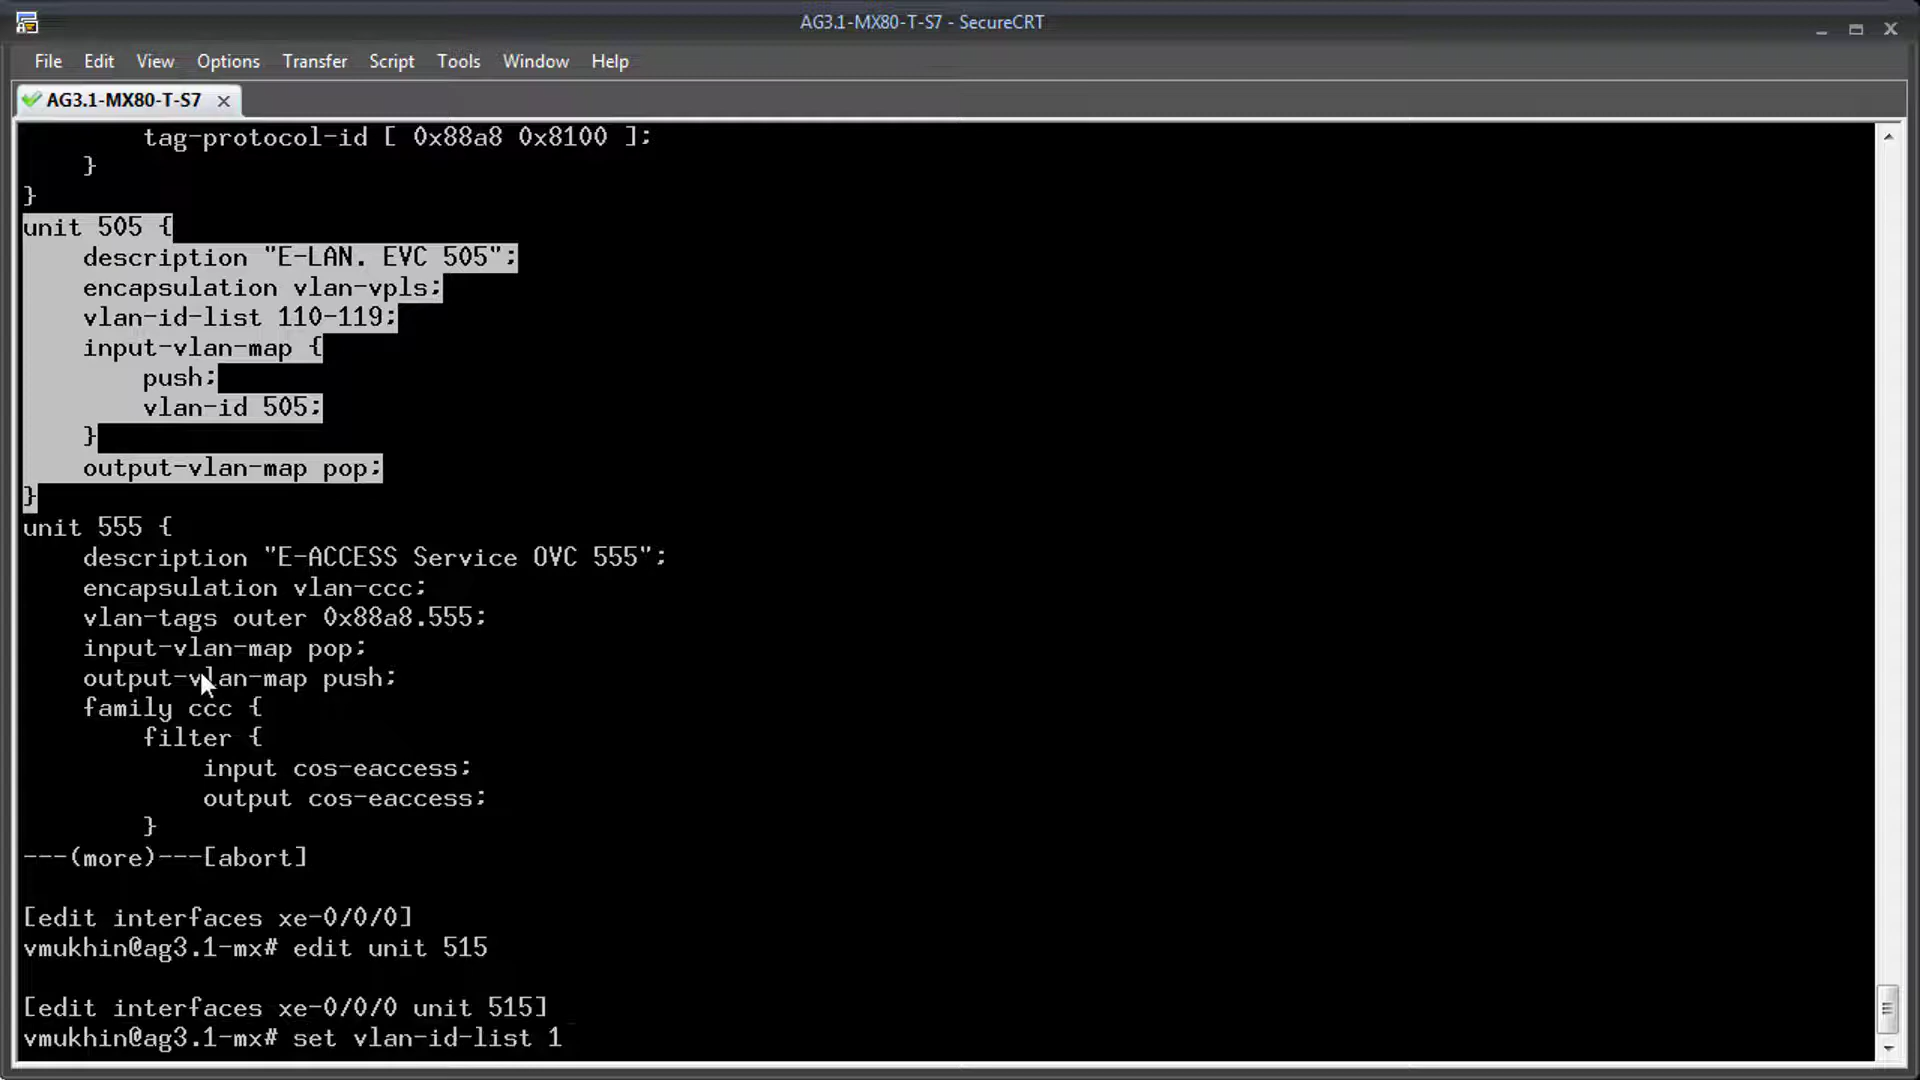 AG3.1-MX80-T-S7 - SecureCRT
File Edit View Options Transfer Script Tools Window Help
AG3.1-MX80-T-S7
tag-protocol-id [ 0x88a8 0x8100 ];
}
}
unit 505 {
description "E-LAN. EVC 505";
encapsulation vlan-vpls;
vlan-id-list 110-119;
input-vlan-map {
push;
vlan-id 505;
}
output-vlan-map pop;
}
unit 555 {
description "E-ACCESS Service OVC 555";
encapsulation vlan-ccc;
vlan-tags outer 0x88a8.555;
input-vlan-map pop;
output-vlan-map push;
family ccc {
filter {
input cos-eaccess;
output cos-eaccess;
}
---(more)---[abort]
[edit interfaces xe-0/0/0]
vmukhin@ag3.1-mx# edit unit 515
[edit interfaces xe-0/0/0 unit 515]
vmukhin@ag3.1-mx# set vlan-id-list 1